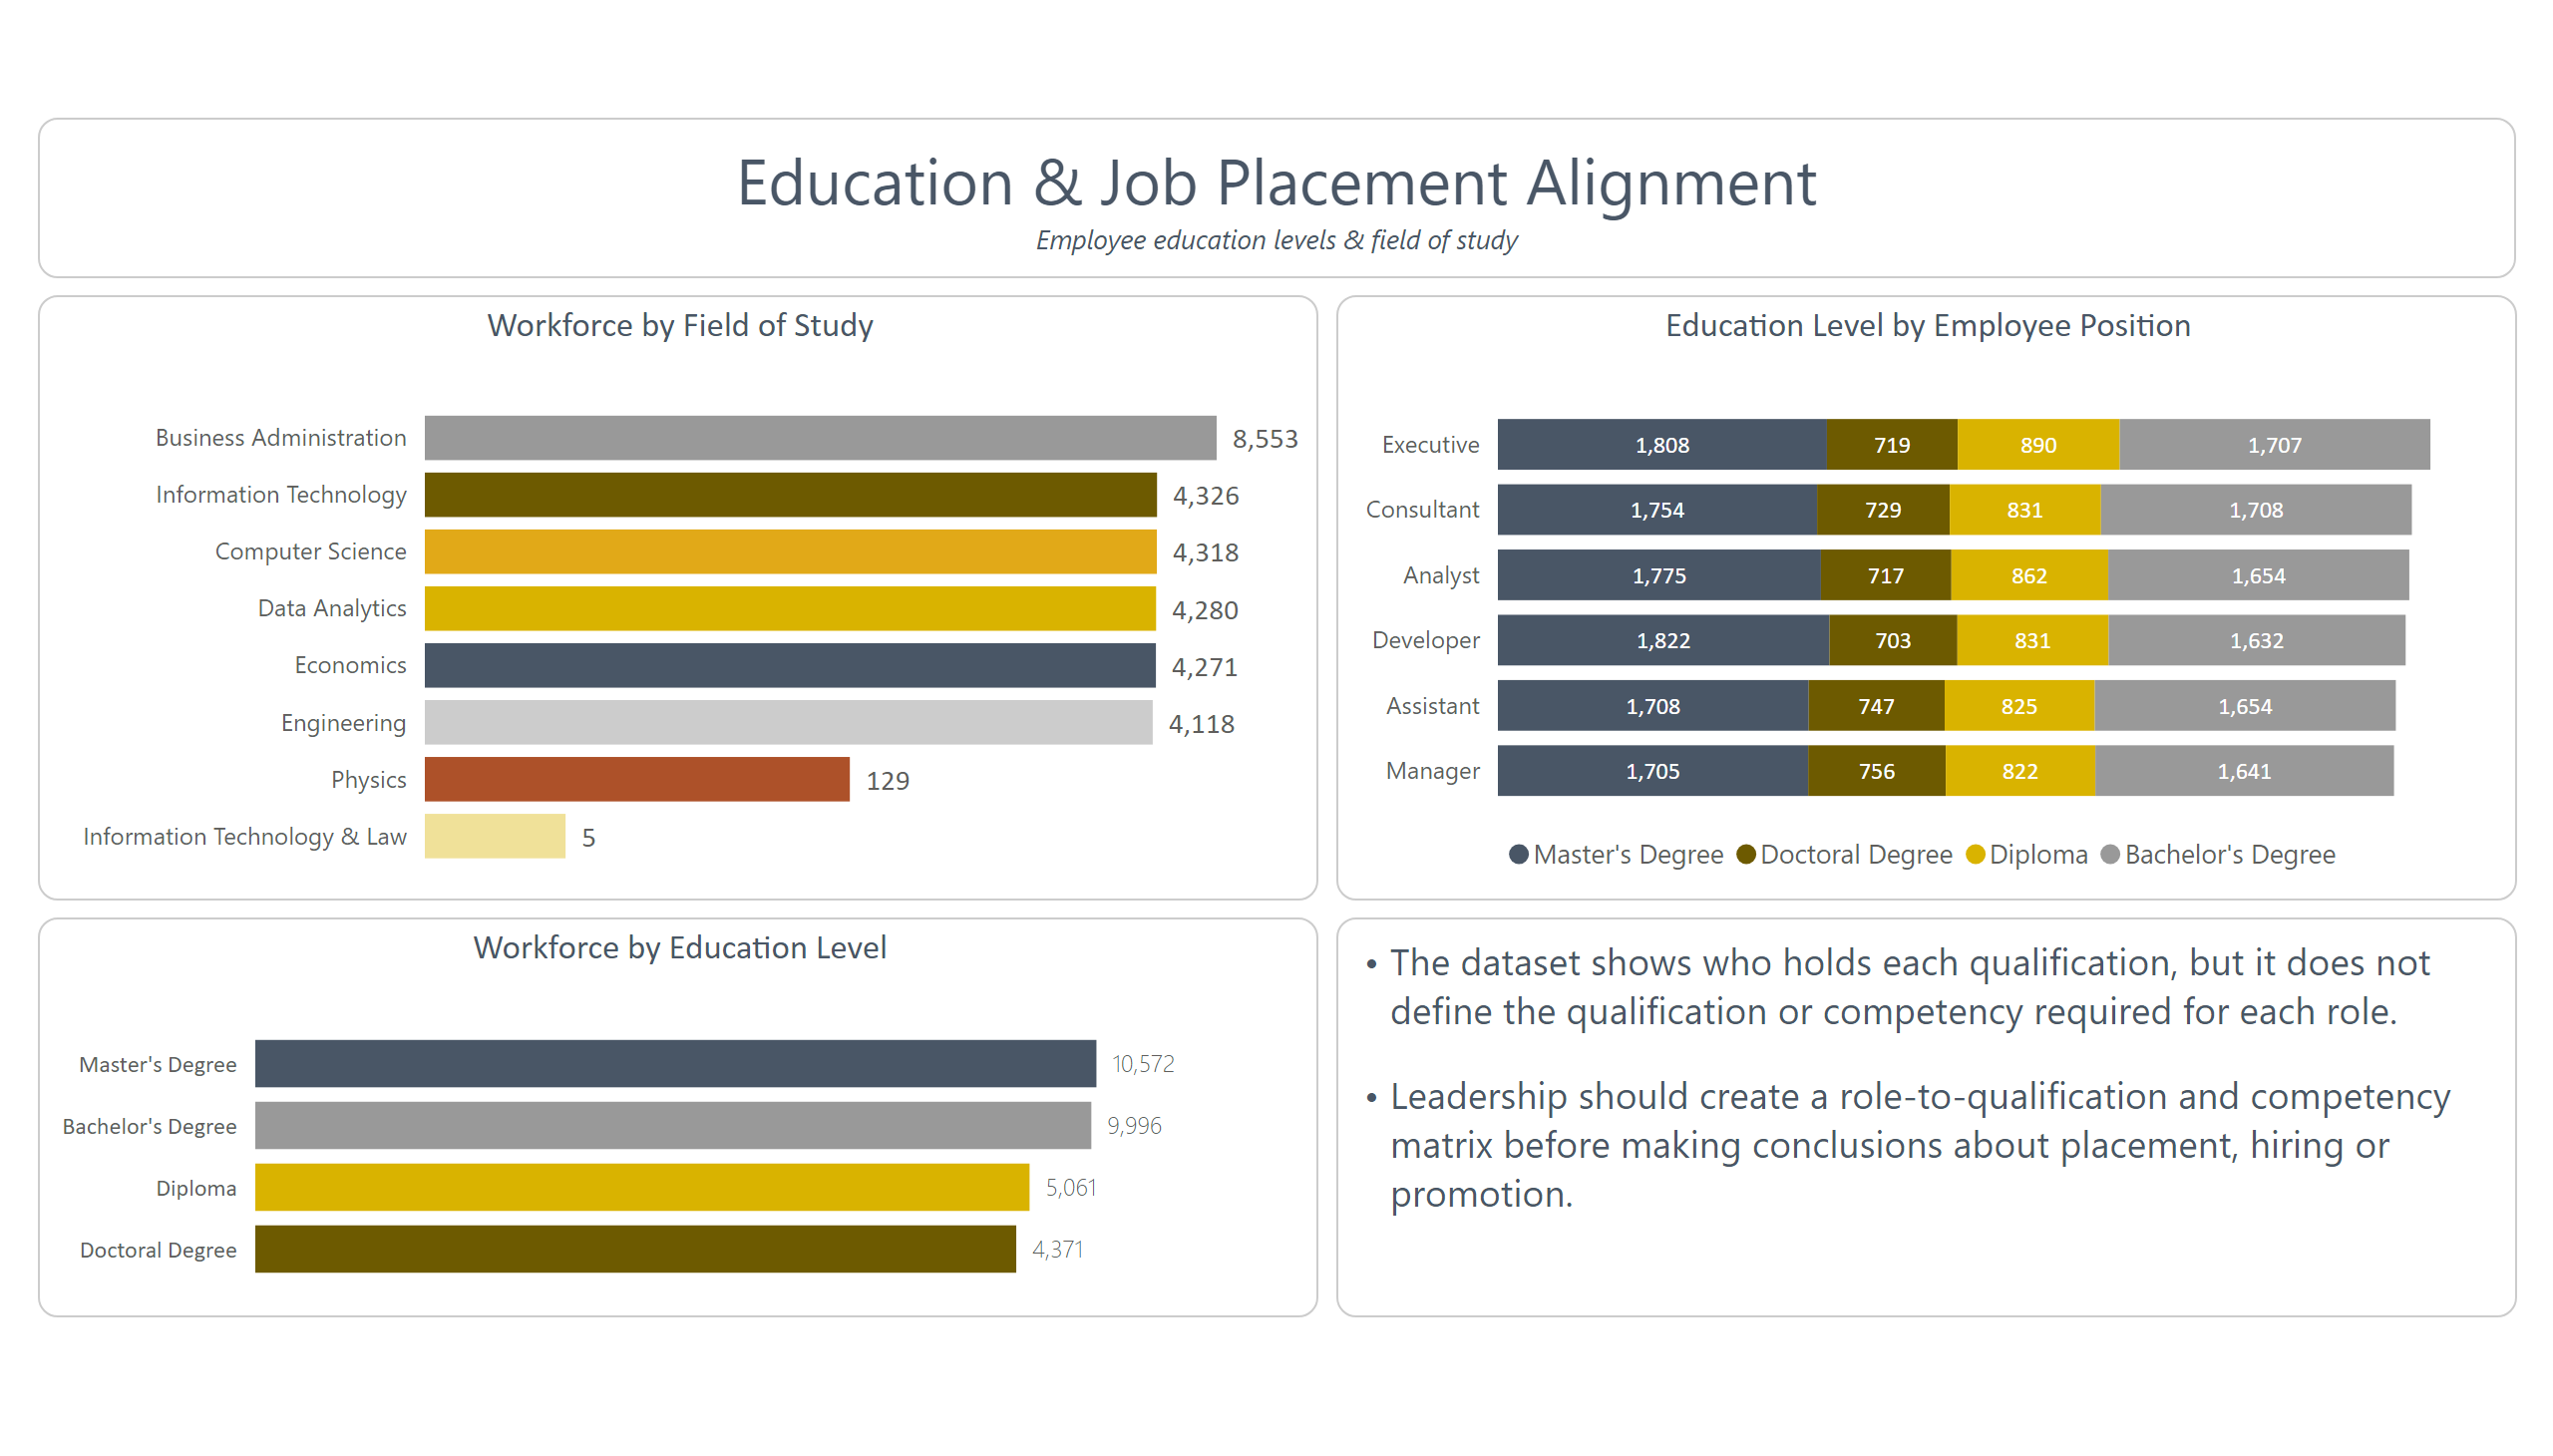 Education & Job Placement Alignment
Employee education levels & field of study
Workforce by Field of Study
Business Administration 8,553
Information Technology 4,326
Computer Science 4,318
Data Analytics 4,280
Economics 4,271
Engineering 4,118
Physics 129
Information Technology & Law 5
Education Level by Employee Position
Executive 1,808 719 890 1,707
Consultant 1,754 729 831 1,708
Analyst 1,775 717 862 1,654
Developer 1,822 703 831 1,632
Assistant 1,708 747 825 1,654
Manager 1,705 756 822 1,641
Master's Degree Doctoral Degree Diploma Bachelor's Degree
Workforce by Education Level
Master's Degree 10,572
Bachelor's Degree 9,996
Diploma 5,061
Doctoral Degree 4,371
• The dataset shows who holds each qualification, but it does not
define the qualification or competency required for each role.
• Leadership should create a role-to-qualification and competency
matrix before making conclusions about placement, hiring or
promotion.